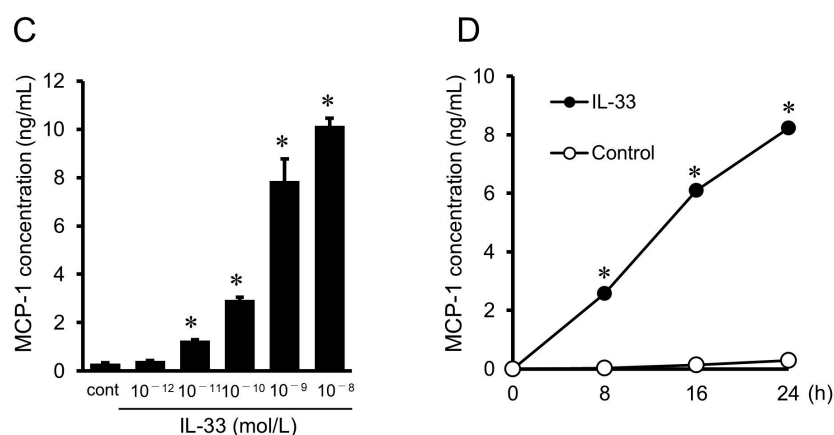 C
MCP-1 concentration (ng/mL)
12
10
8
6
4
2
0
*
*
*
*
cont 10⁻¹² 10⁻¹¹ 10⁻¹⁰ 10⁻⁹ 10⁻⁸
IL-33 (mol/L)
D
MCP-1 concentration (ng/mL)
10
8
6
4
2
0
IL-33
Control
*
*
*
0 8 16 24 (h)